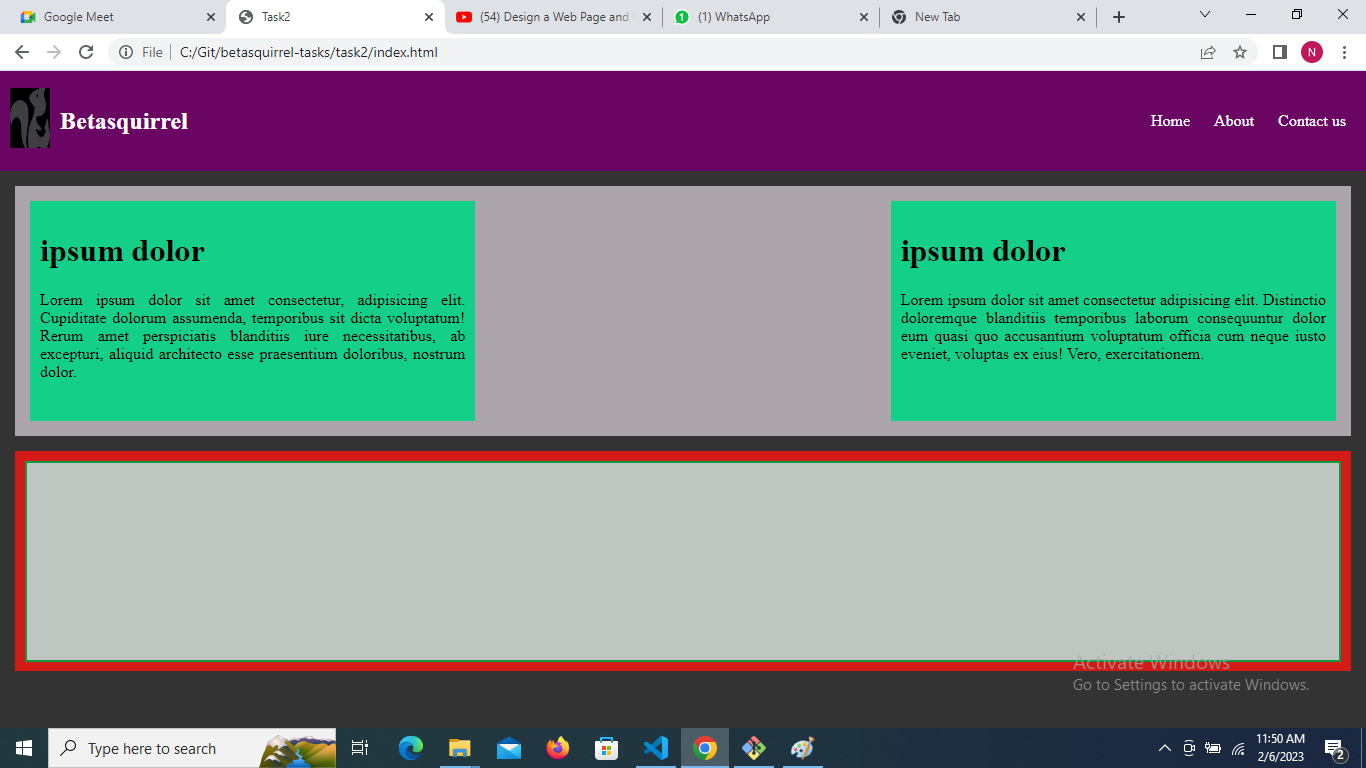 Google Meet
Task2
(54) Design a Web Page and
(1) WhatsApp
New Tab
File
C:/Git/betasquirrel-tasks/task2/index.html
N
Betasquirrel
Home About Contact us
ipsum dolor
Lorem ipsum dolor sit amet consectetur, adipisicing elit.
Cupiditate dolorum assumenda, temporibus sit dicta voluptatum!
Rerum amet perspiciatis blanditiis iure necessitatibus, ab
excepturi, aliquid architecto esse praesentium doloribus, nostrum
dolor.
ipsum dolor
Lorem ipsum dolor sit amet consectetur adipisicing elit. Distinctio
doloremque blanditiis temporibus laborum consequuntur dolor
eum quasi quo accusantium voluptatum officia cum neque iusto
eveniet, voluptas ex eius! Vero, exercitationem.
Activate Windows
Go to Settings to activate Windows.
Type here to search
11:50 AM
2/6/2023
2